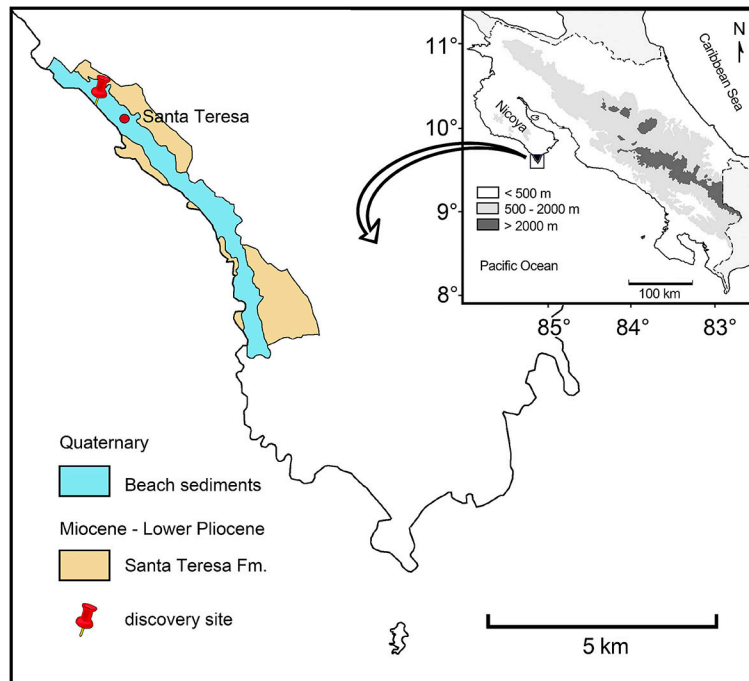 Santa Teresa
Quaternary
Beach sediments
Miocene - Lower Pliocene
Santa Teresa Fm.
discovery site
5 km
11°
10°
9°
8°
85°
84°
83°
N
Caribbean Sea
Nicoya
< 500 m
500 - 2000 m
> 2000 m
Pacific Ocean
100 km